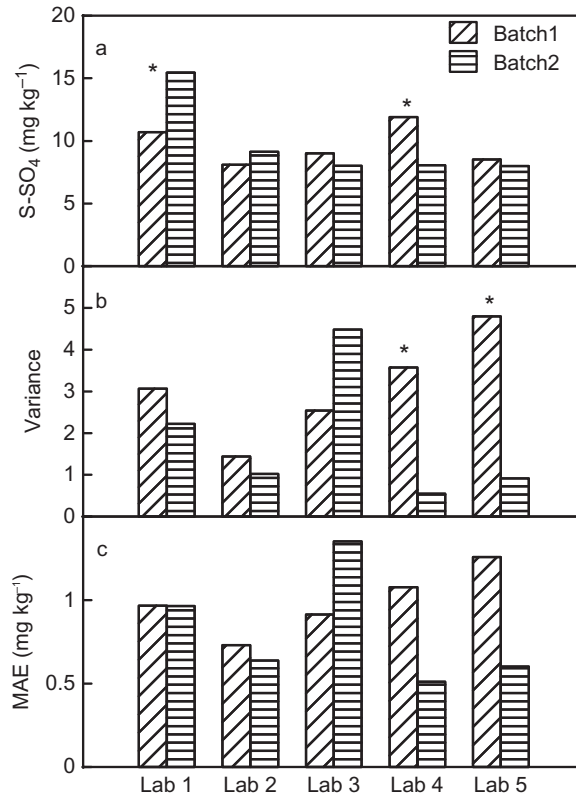 20
a
Batch1
Batch2
15
*
*
10
5
0
S-SO₄ (mg kg⁻¹)
b
5
*
*
4
3
2
1
0
Variance
c
1
0.5
0
MAE (mg kg⁻¹)
Lab 1 Lab 2 Lab 3 Lab 4 Lab 5